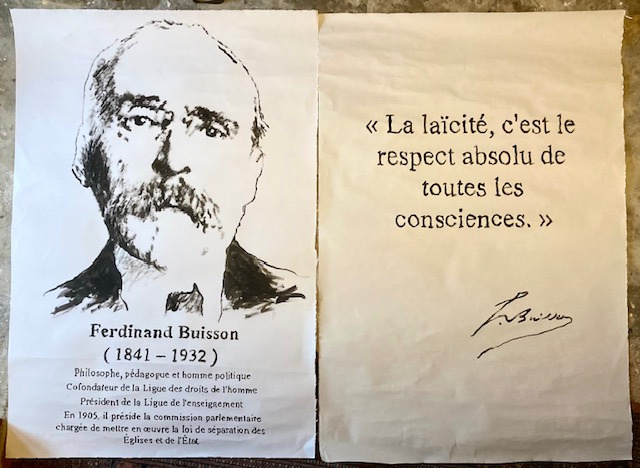 Ferdinand Buisson
(1841 – 1932)
Philosophe, pédagogue et homme politique
Cofondateur de la Ligue des droits de l'homme
Président de la Ligue de l'enseignement
En 1905, il préside la commission parlementaire
chargée de mettre en œuvre la loi de séparation des
Églises et de l'État.
« La laïcité, c'est le
respect absolu de
toutes les
consciences. »
F. Buisson